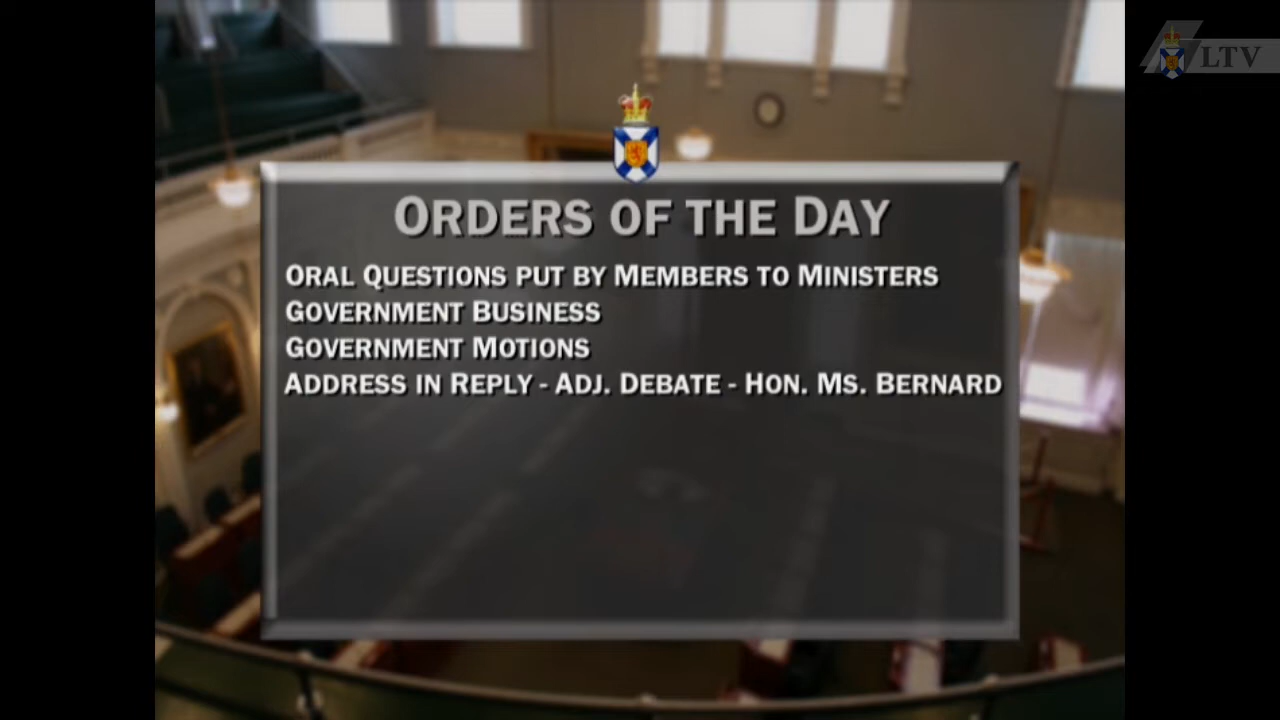 LTV
ORDERS OF THE DAY
ORAL QUESTIONS PUT BY MEMBERS TO MINISTERS
GOVERNMENT BUSINESS
GOVERNMENT MOTIONS
ADDRESS IN REPLY - ADJ. DEBATE - HON. MS. BERNARD